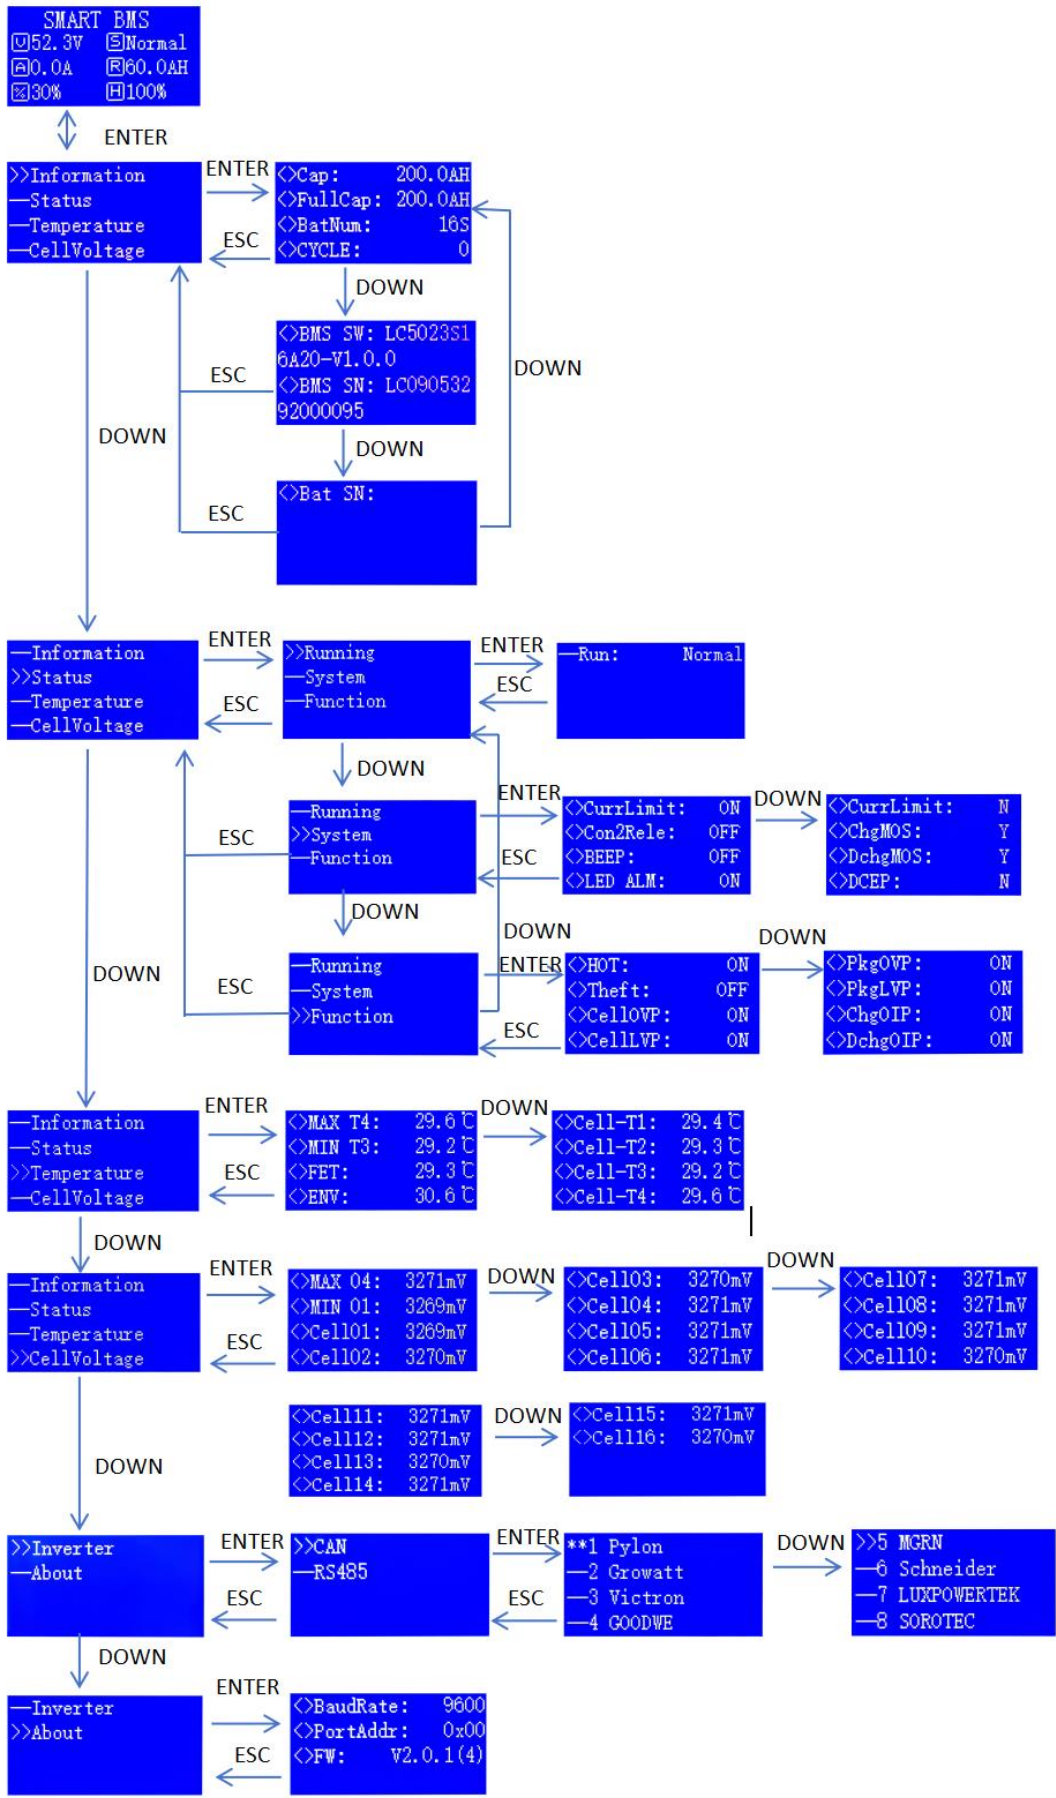 SMART BMS
V 52.3V S Normal
A 0.0A R 60.0AH
% 30% H 100%
ENTER
>>Information
—Status
—Temperature
—CellVoltage
ENTER
ESC
<>Cap: 200.0AH
<>FullCap: 200.0AH
<>BatNum: 16S
<>CYCLE: 0
DOWN
<>BMS SW: LC5023S1
6A20-V1.0.0
<>BMS SN: LC090532
92000095
ESC
DOWN
DOWN
DOWN
<>Bat SN:
ESC
—Information
>>Status
—Temperature
—CellVoltage
ENTER
ESC
>>Running
—System
—Function
ENTER
ESC
—Run: Normal
DOWN
—Running
>>System
—Function
ESC
ENTER
ESC
<>CurrLimit: ON
<>Con2Rele: OFF
<>BEEP: OFF
<>LED ALM: ON
DOWN
<>CurrLimit: N
<>ChgMOS: Y
<>DchgMOS: Y
<>DCEP: N
DOWN
DOWN
DOWN
—Running
—System
>>Function
ESC
ENTER
ESC
<>HOT: ON
<>Theft: OFF
<>CellOVP: ON
<>CellLVP: ON
DOWN
<>PkgOVP: ON
<>PkgLVP: ON
<>ChgOIP: ON
<>DchgOIP: ON
—Information
—Status
>>Temperature
—CellVoltage
ENTER
ESC
<>MAX T4: 29.6℃
<>MIN T3: 29.2℃
<>FET: 29.3℃
<>ENV: 30.6℃
DOWN
<>Cell-T1: 29.4℃
<>Cell-T2: 29.3℃
<>Cell-T3: 29.2℃
<>Cell-T4: 29.6℃
DOWN
—Information
—Status
—Temperature
>>CellVoltage
ENTER
ESC
<>MAX 04: 3271mV
<>MIN 01: 3269mV
<>Cell01: 3269mV
<>Cell02: 3270mV
DOWN
<>Cell03: 3270mV
<>Cell04: 3271mV
<>Cell05: 3271mV
<>Cell06: 3271mV
DOWN
<>Cell07: 3271mV
<>Cell08: 3271mV
<>Cell09: 3271mV
<>Cell10: 3270mV
<>Cell11: 3271mV
<>Cell12: 3271mV
<>Cell13: 3270mV
<>Cell14: 3271mV
DOWN
<>Cell15: 3271mV
<>Cell16: 3270mV
DOWN
>>Inverter
—About
ENTER
ESC
>>CAN
—RS485
ENTER
ESC
**1 Pylon
—2 Growatt
—3 Victron
—4 GOODWE
DOWN
>>5 MGRN
—6 Schneider
—7 LUXPOWERTEK
—8 SOROTEC
DOWN
—Inverter
>>About
ENTER
ESC
<>BaudRate: 9600
<>PortAddr: 0x00
<>FW: V2.0.1(4)